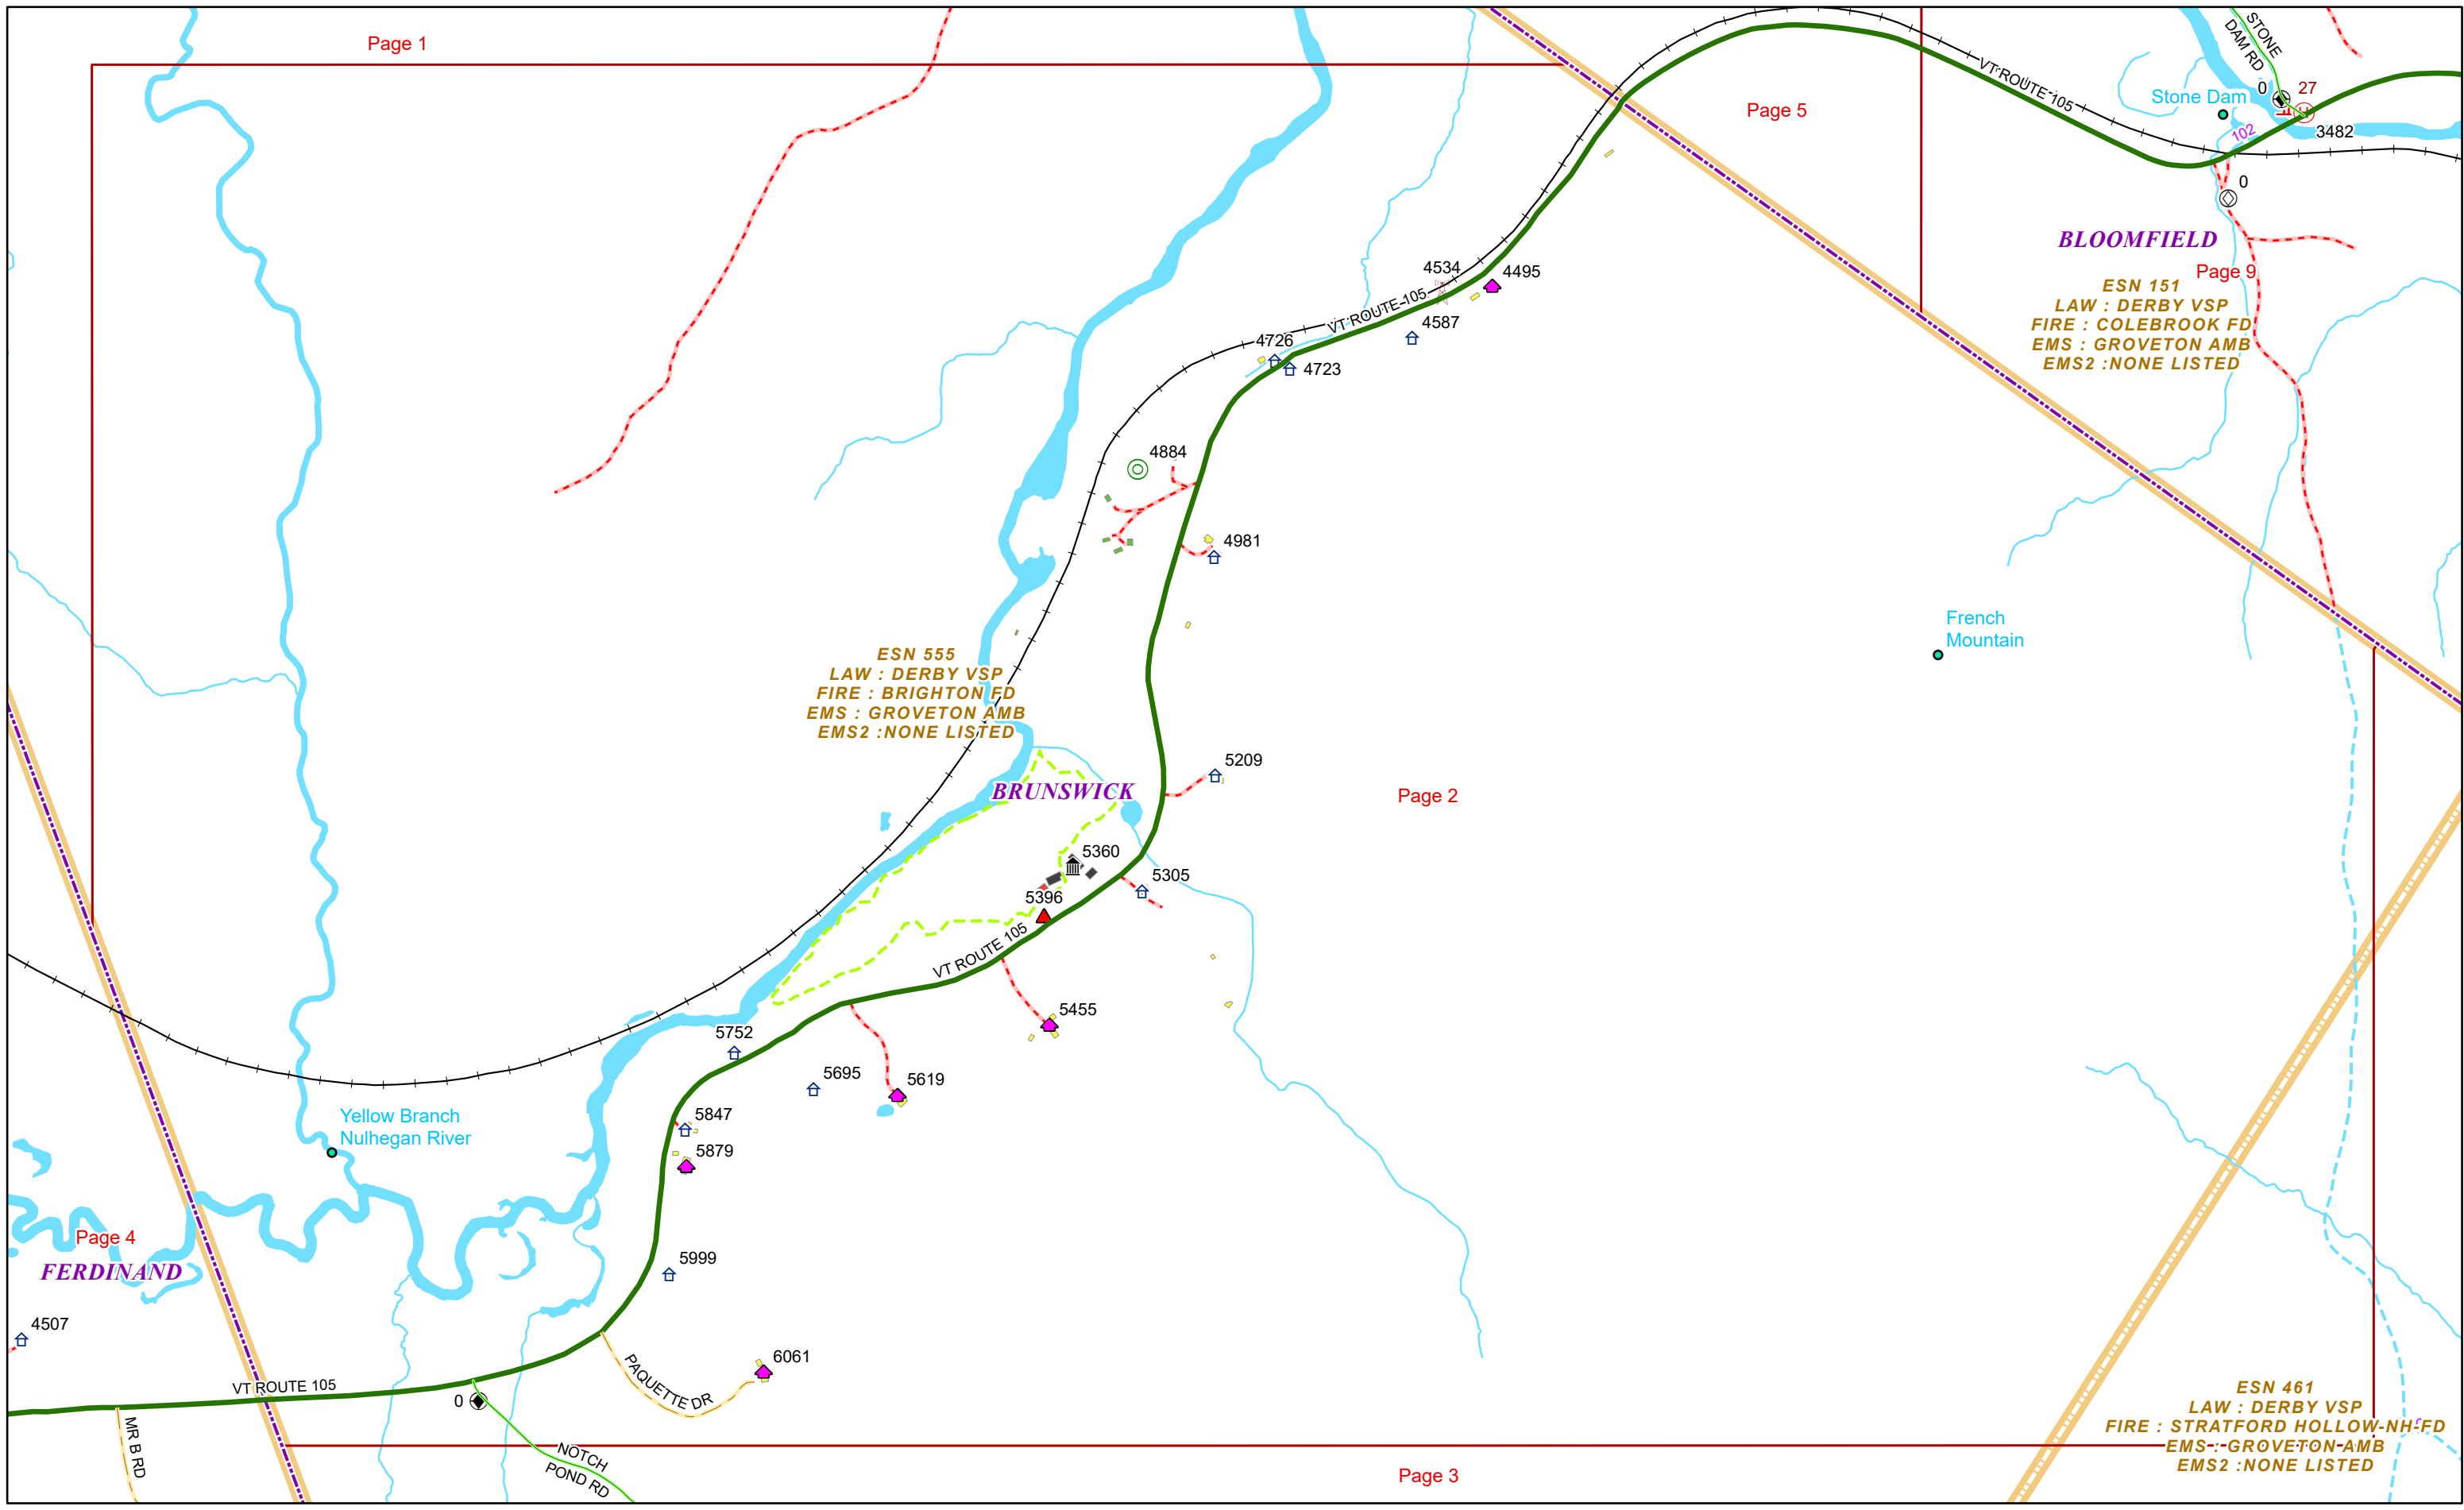 Page 1
STONE
DAM RD
VT ROUTE 105
Stone Dam
0
27
102
3482
Page 5
0
BLOOMFIELD
Page 9
ESN 151
LAW : DERBY VSP
FIRE : COLEBROOK FD
EMS : GROVETON AMB
EMS2 :NONE LISTED
4534
4495
VT ROUTE 105
4587
4726
4723
4884
4981
French
Mountain
ESN 555
LAW : DERBY VSP
FIRE : BRIGHTON FD
EMS : GROVETON AMB
EMS2 :NONE LISTED
5209
BRUNSWICK
Page 2
5360
5305
5396
VT ROUTE 105
5455
5752
5695
5619
5847
5879
Yellow Branch
Nulhegan River
Page 4
FERDINAND
5999
4507
6061
PAQUETTE DR
VT ROUTE 105
0
MR B RD
NOTCH
POND RD
Page 3
ESN 461
LAW : DERBY VSP
FIRE : STRATFORD HOLLOW-NH-FD
EMS : GROVETON AMB
EMS2 :NONE LISTED